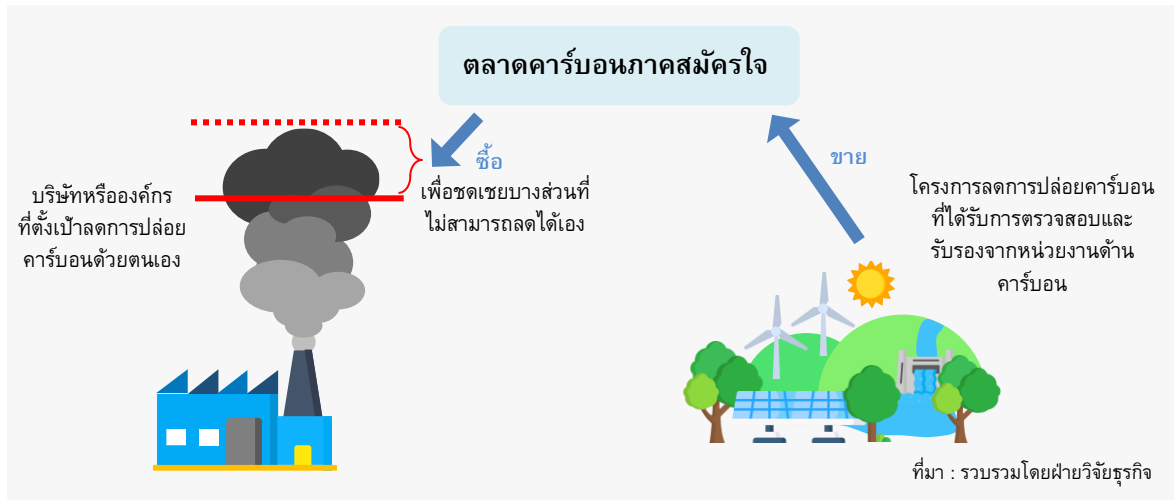 ตลาดคาร์บอนภาคสมัครใจ
ซื้อ
เพื่อชดเชยบางส่วนที่
ไม่สามารถลดได้เอง
บริษัทหรือองค์กร
ที่ตั้งเป้าลดการปล่อย
คาร์บอนด้วยตนเอง
ขาย
โครงการลดการปล่อยคาร์บอน
ที่ได้รับการตรวจสอบและ
รับรองจากหน่วยงานด้าน
คาร์บอน
ที่มา : รวบรวมโดยฝ่ายวิจัยธุรกิจ